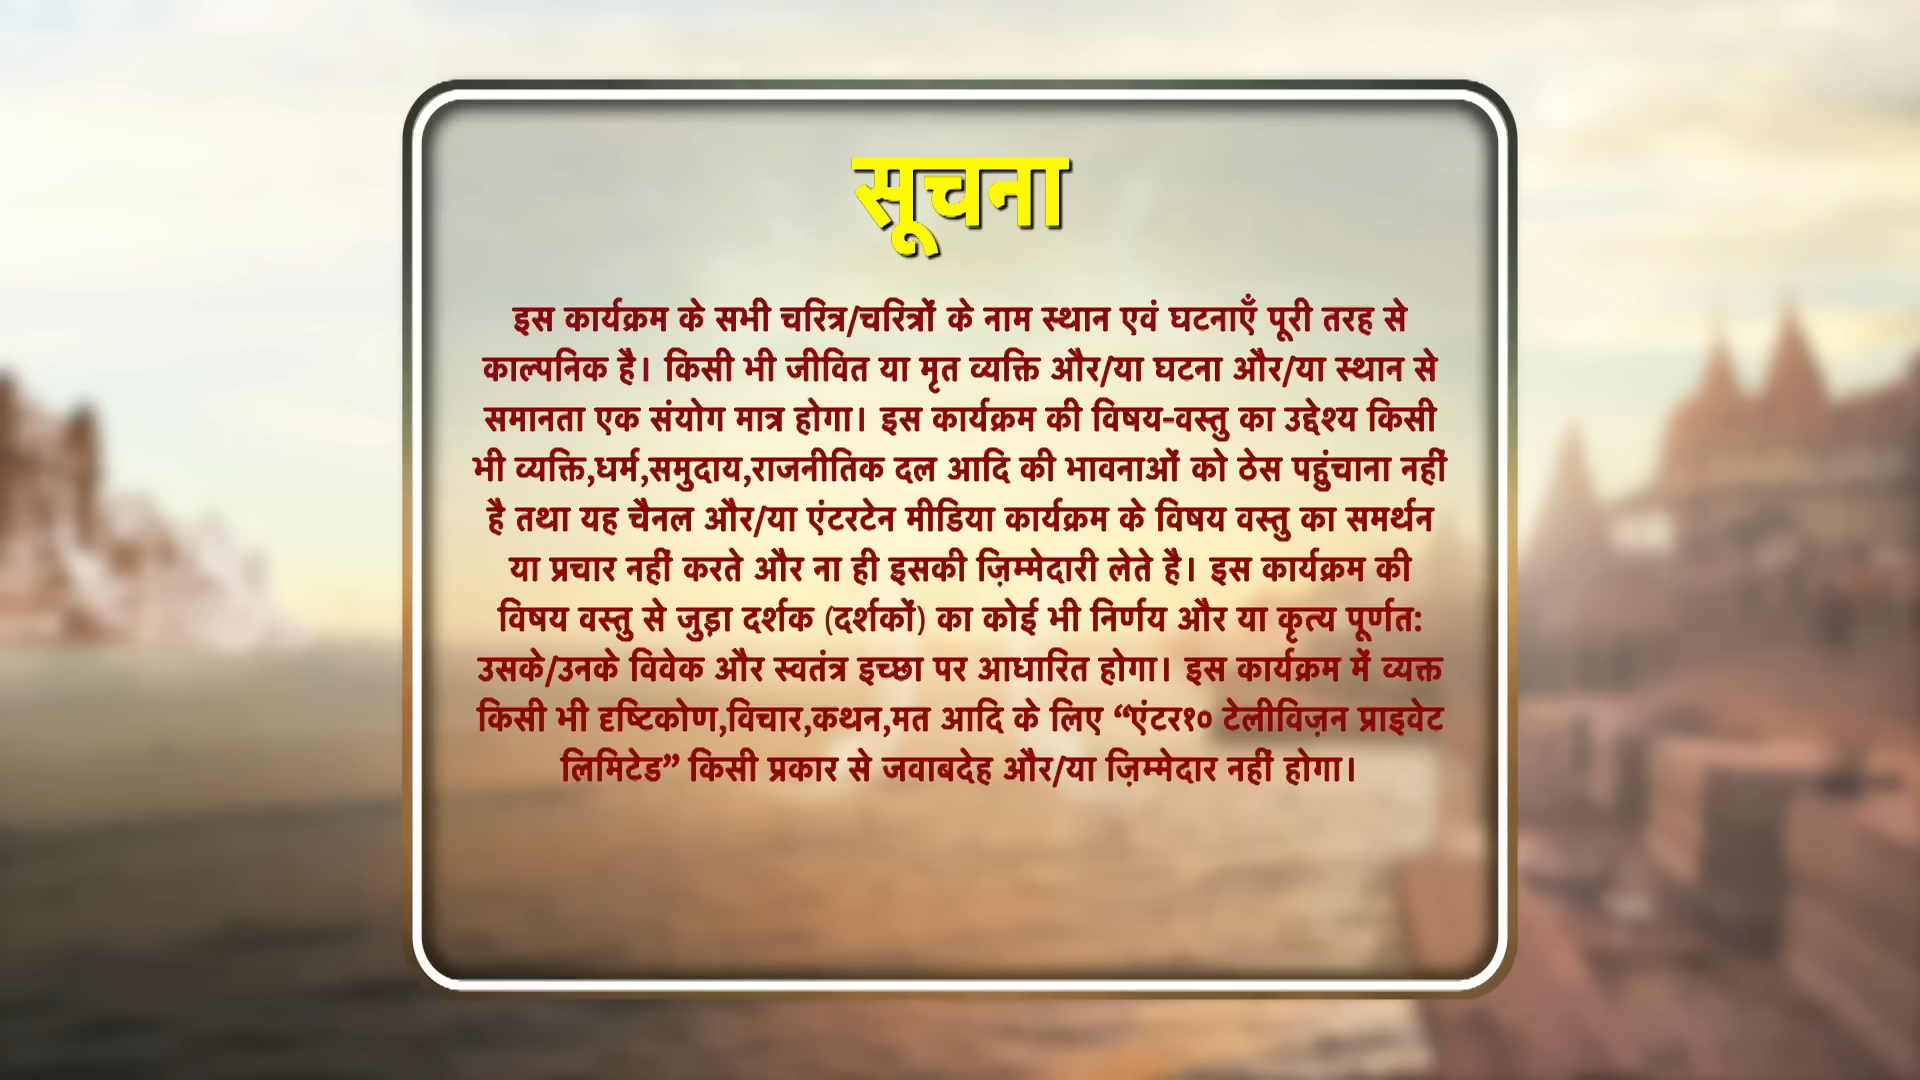 सूचना
इस कार्यक्रम के सभी चरित्र/चरित्रों के नाम स्थान एवं घटनाएँ पूरी तरह से
काल्पनिक है। किसी भी जीवित या मृत व्यक्ति और/या घटना और/या स्थान से
समानता एक संयोग मात्र होगा। इस कार्यक्रम की विषय-वस्तु का उद्देश्य किसी
भी व्यक्ति,धर्म,समुदाय,राजनीतिक दल आदि की भावनाओं को ठेस पहुंचाना नहीं
है तथा यह चैनल और/या एंटरटेन मीडिया कार्यक्रम के विषय वस्तु का समर्थन
या प्रचार नहीं करते और ना ही इसकी ज़िम्मेदारी लेते है। इस कार्यक्रम की
विषय वस्तु से जुड़ा दर्शक (दर्शकों) का कोई भी निर्णय और या कृत्य पूर्णत:
उसके/उनके विवेक और स्वतंत्र इच्छा पर आधारित होगा। इस कार्यक्रम में व्यक्त
किसी भी दृष्टिकोण,विचार,कथन,मत आदि के लिए “एंटर१० टेलीविज़न प्राइवेट
लिमिटेड” किसी प्रकार से जवाबदेह और/या ज़िम्मेदार नहीं होगा।